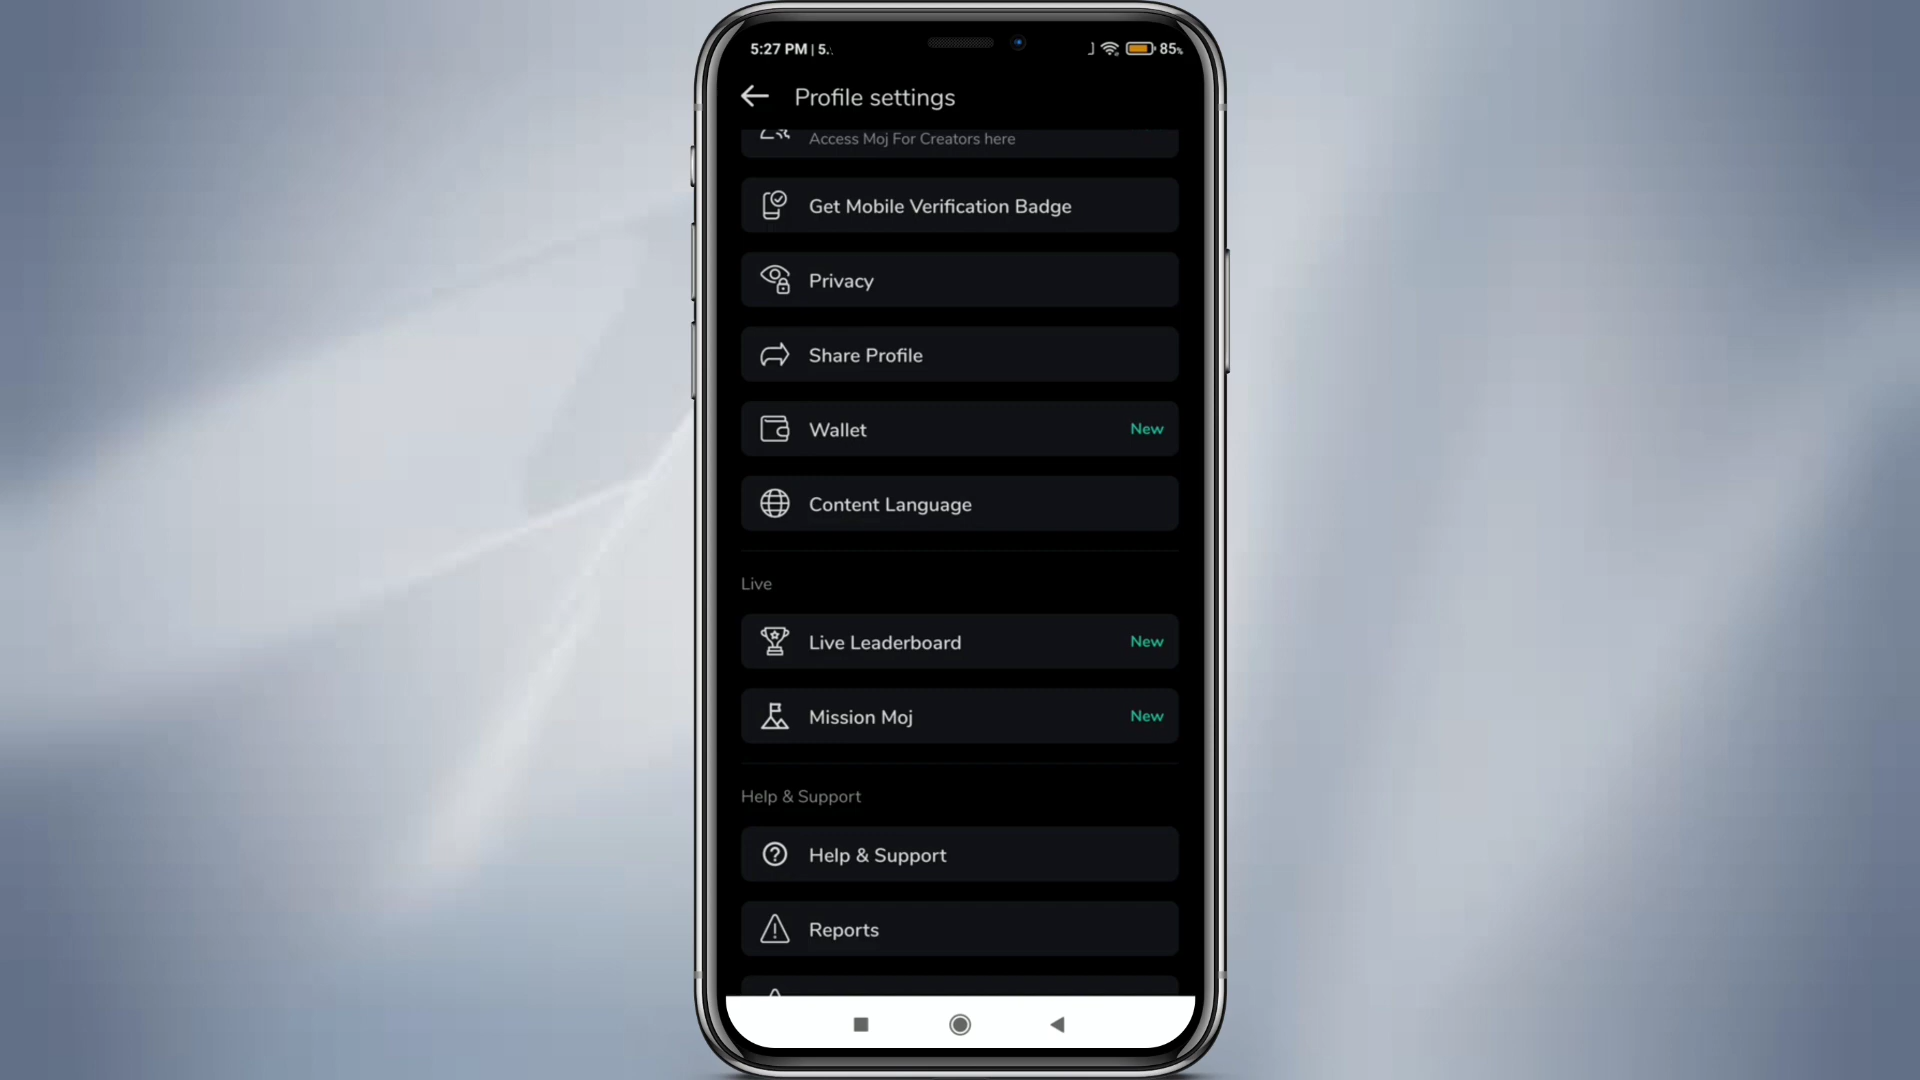 5:27 PM | 5.
85%
Profile settings
Access Moj For Creators here
Get Mobile Verification Badge
Privacy
Share Profile
Wallet
New
Content Language
Live
Live Leaderboard
New
Mission Moj
New
Help & Support
Help & Support
Reports